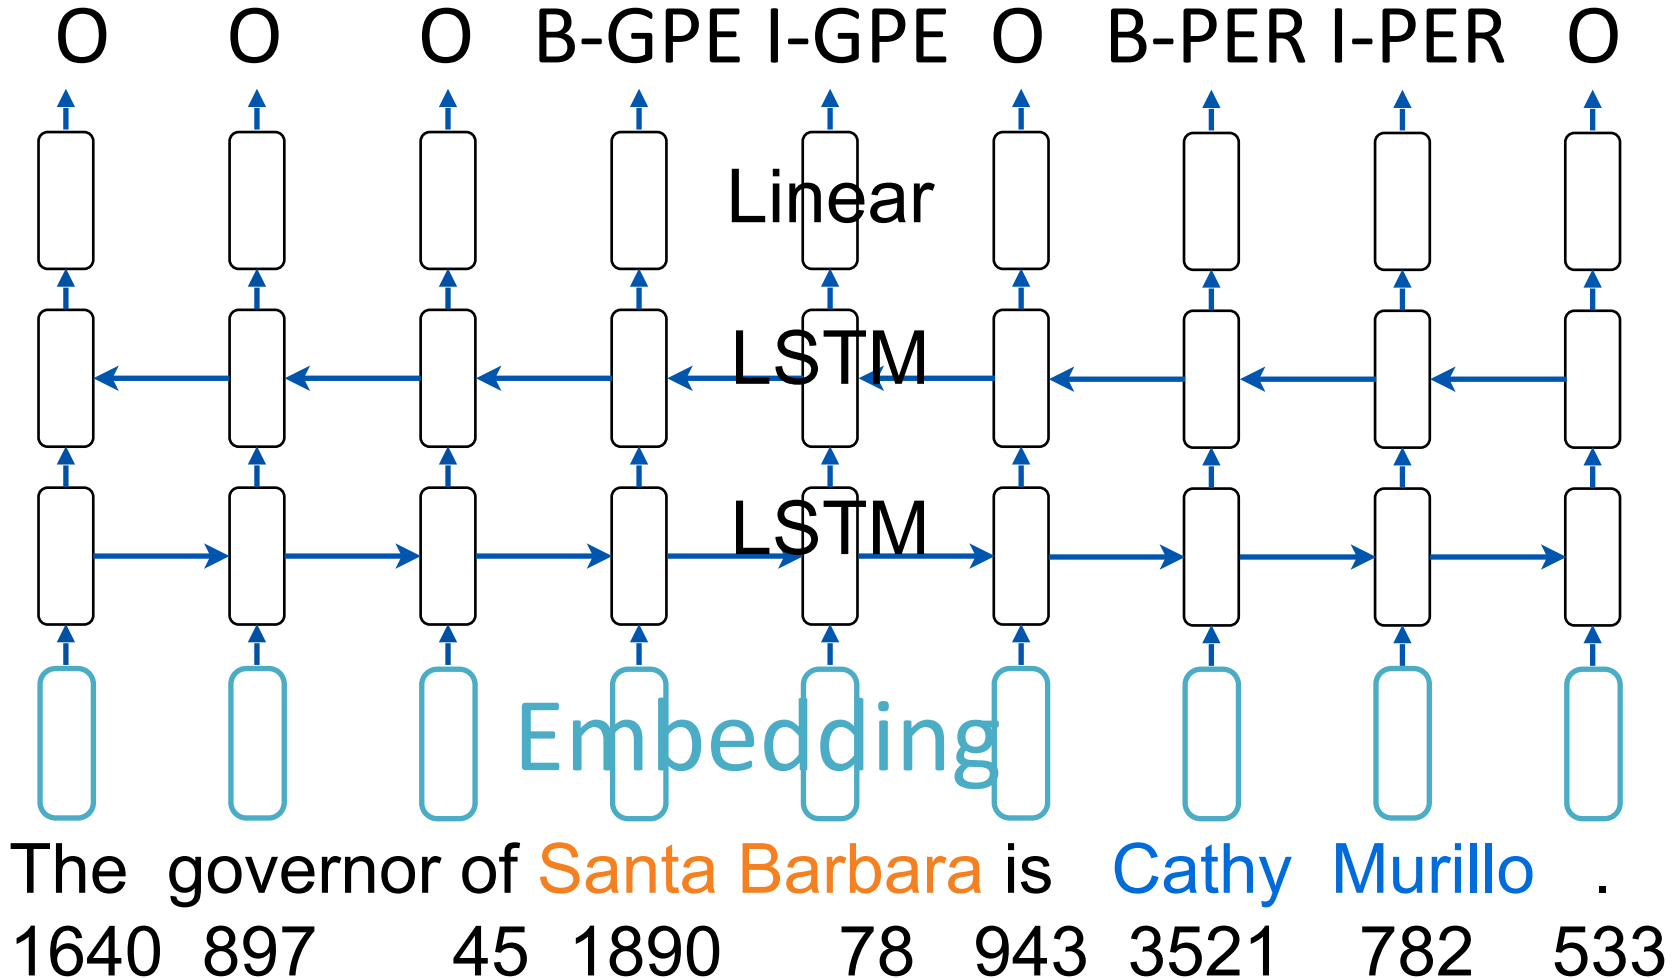 O O O B-GPE I-GPE O B-PER I-PER O
Linear
LSTM
LSTM
Embedding
The governor of Santa Barbara is Cathy Murillo .
1640 897 45 1890 78 943 3521 782 533